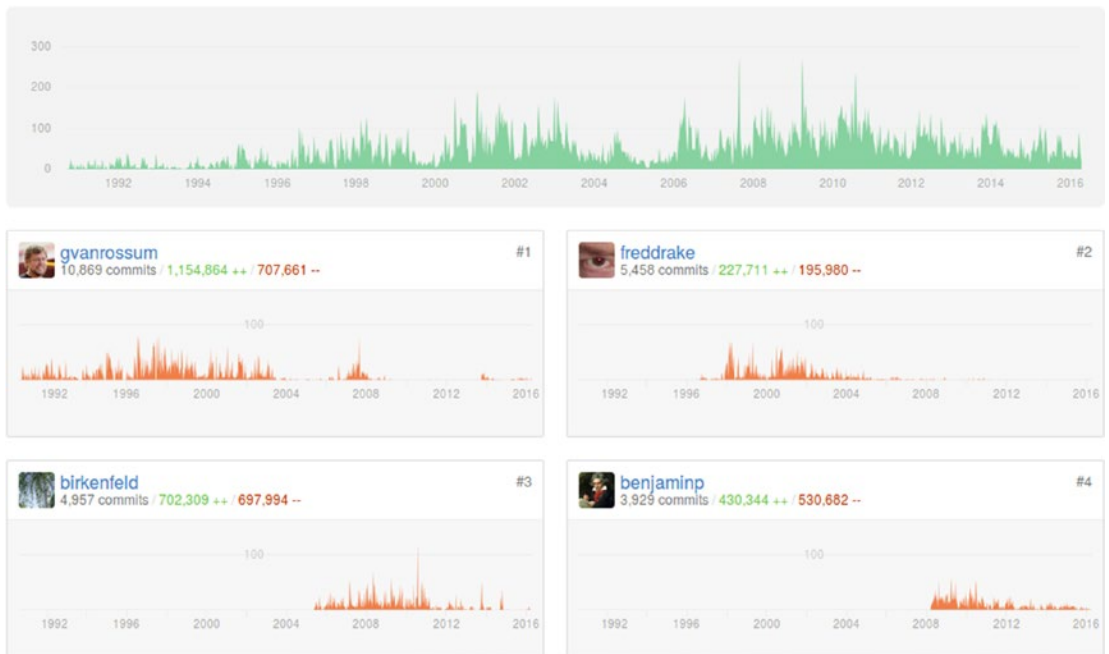 300
200
100
0
1992 1994 1996 1998 2000 2002 2004 2006 2008 2010 2012 2014 2016
gvanrossum #1
10,869 commits / 1,154,864 ++ / 707,661 --
100
1992 1996 2000 2004 2008 2012 2016
freddrake #2
5,458 commits / 227,711 ++ / 195,980 --
100
1992 1996 2000 2004 2008 2012 2016
birkenfeld #3
4,957 commits / 702,309 ++ / 697,994 --
100
1992 1996 2000 2004 2008 2012 2016
benjaminp #4
3,929 commits / 430,344 ++ / 530,682 --
100
1992 1996 2000 2004 2008 2012 2016